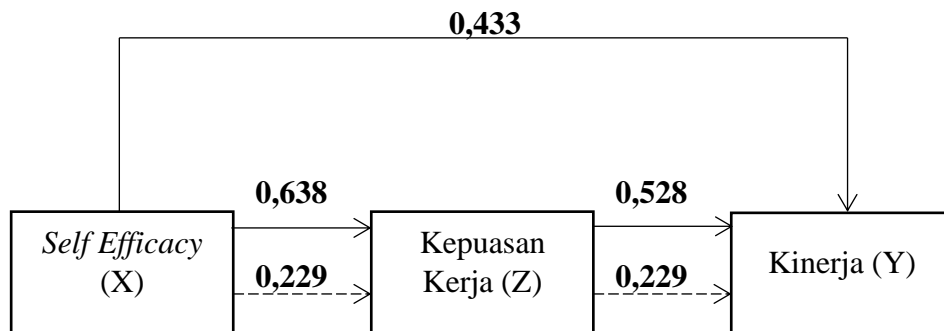 0,433
0,638
0,528
Self Efficacy
(X)
0,229
Kepuasan
Kerja (Z)
0,229
Kinerja (Y)